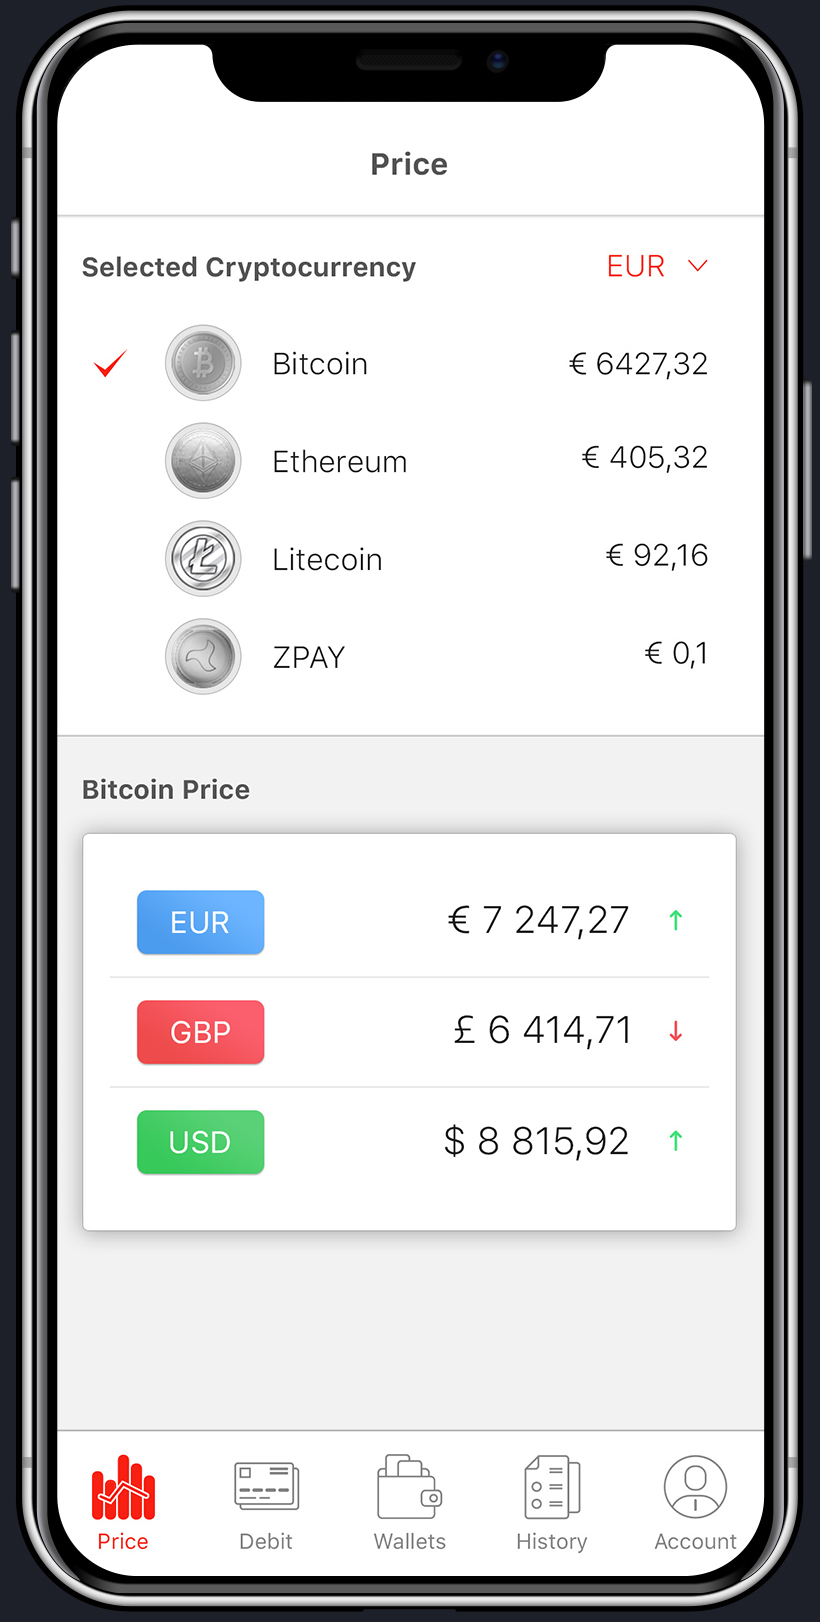 Price
Selected Cryptocurrency EUR
Bitcoin € 6427,32
Ethereum € 405,32
Litecoin € 92,16
ZPAY € 0,1
Bitcoin Price
EUR € 7 247,27 ↑
GBP £ 6 414,71 ↓
USD $ 8 815,92 ↑
Price Debit Wallets History Account